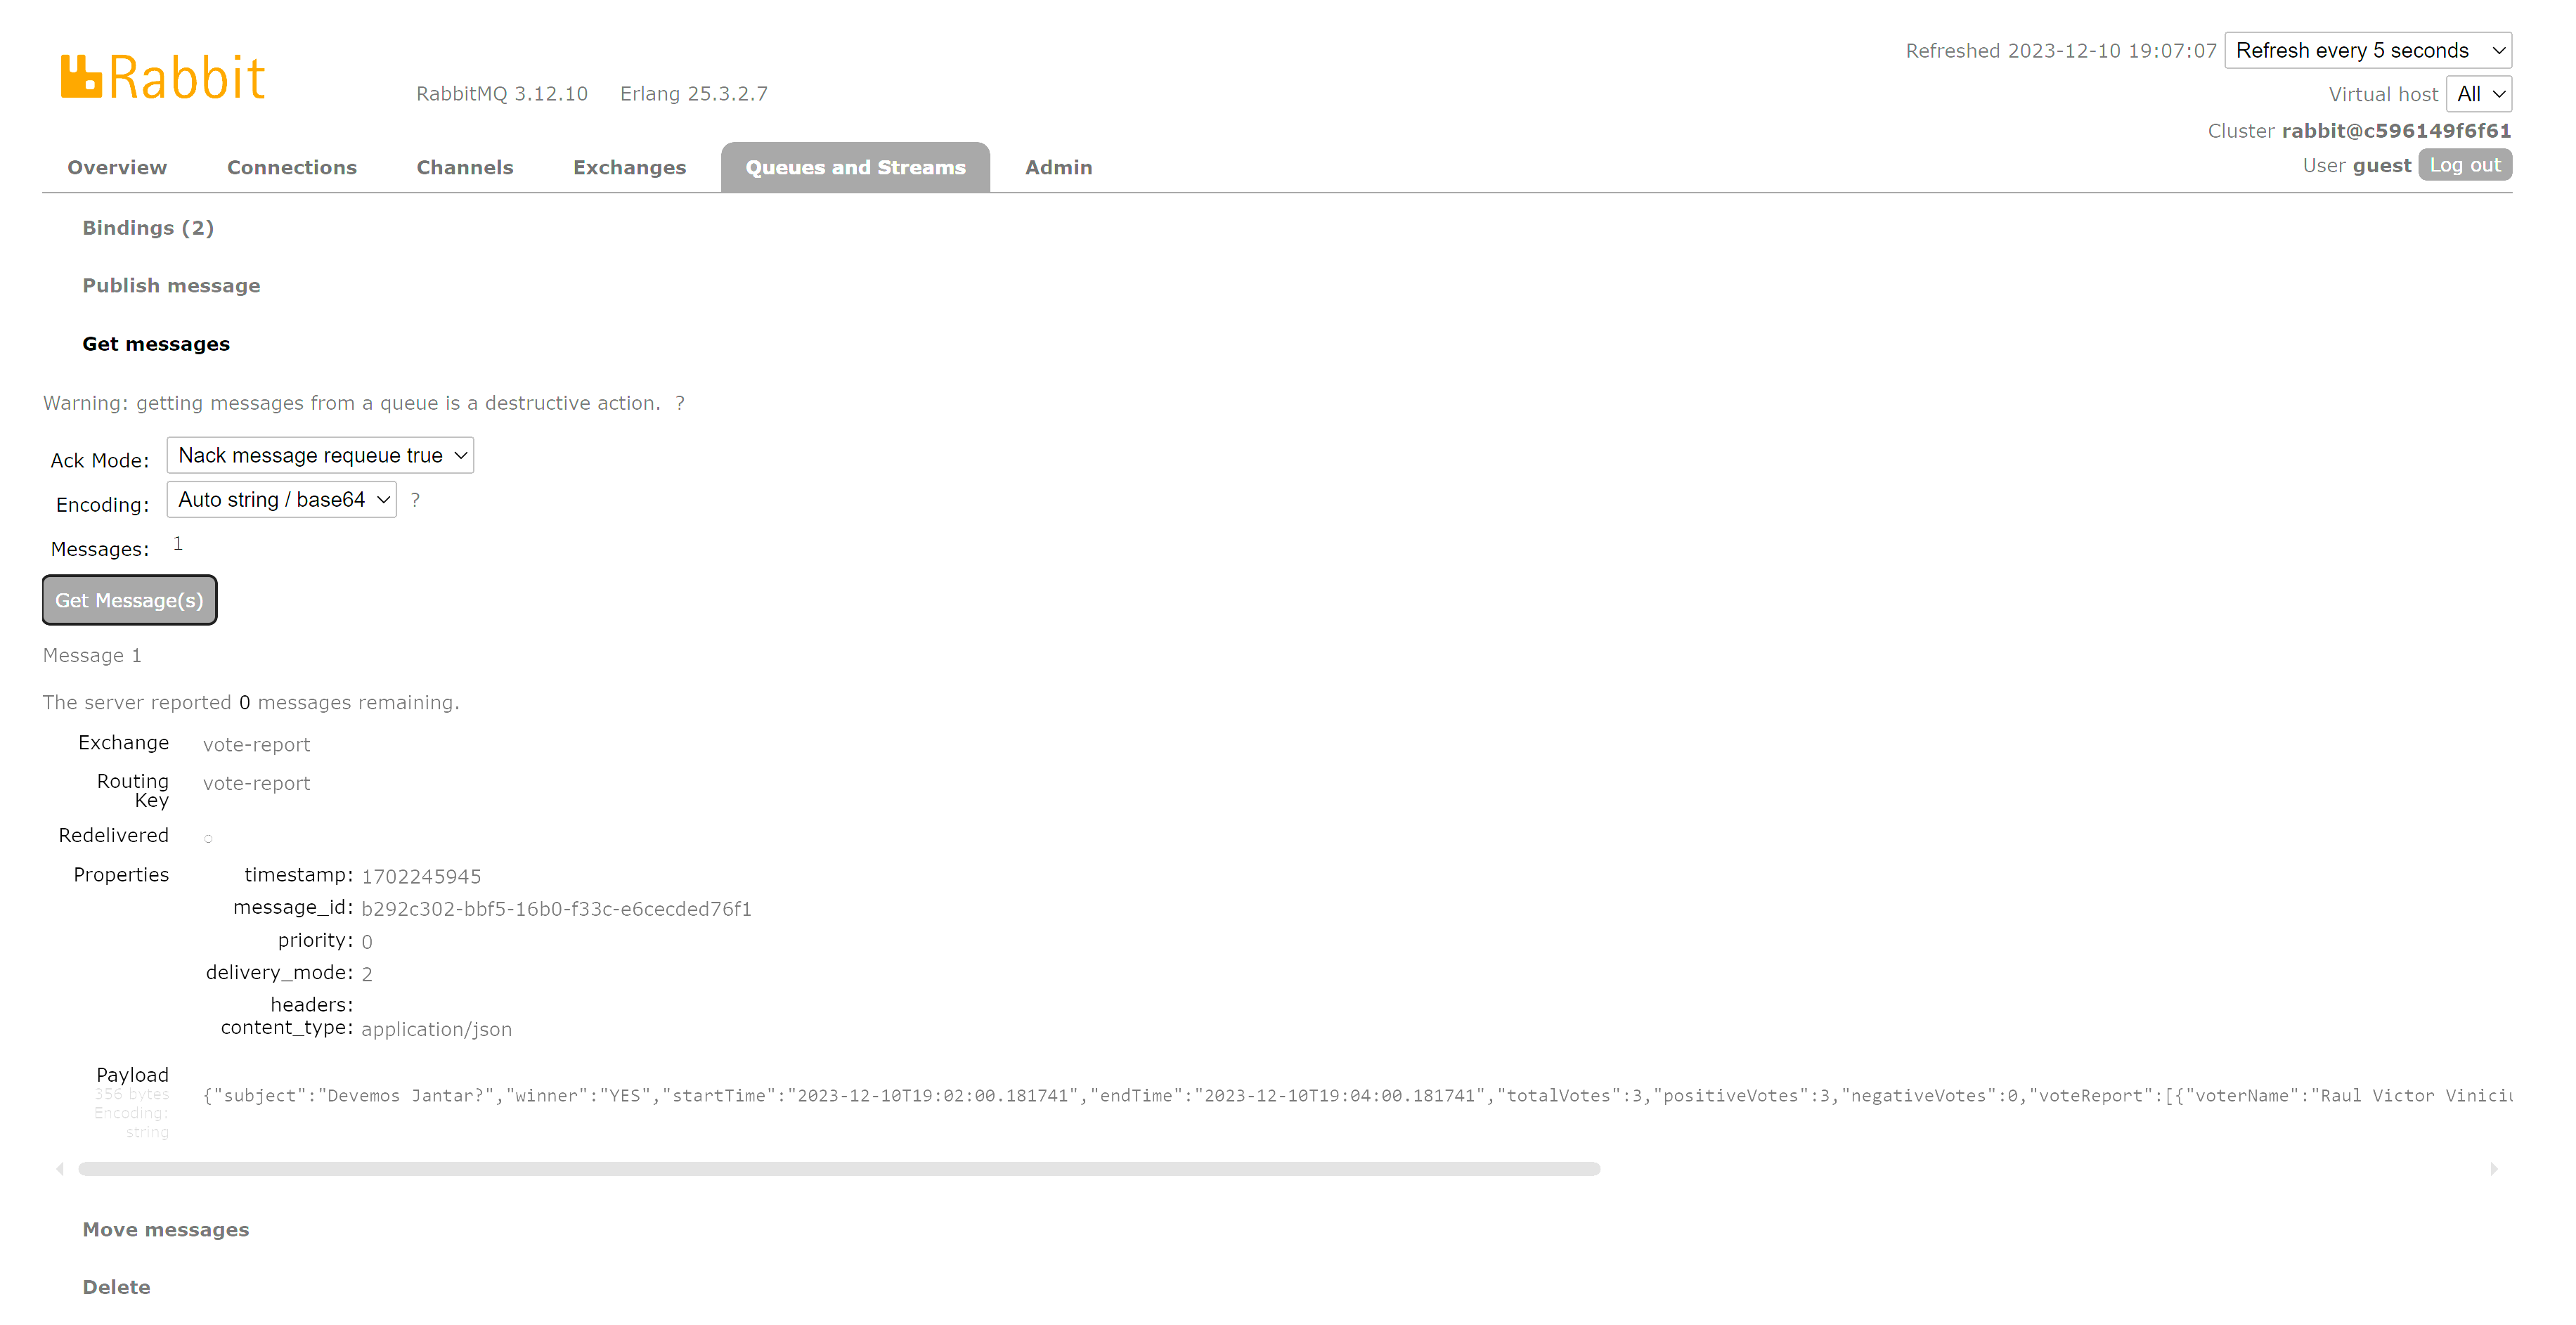 Rabbit
RabbitMQ 3.12.10 Erlang 25.3.2.7
Refreshed 2023-12-10 19:07:07 Refresh every 5 seconds
Virtual host All
Cluster rabbit@c596149f6f61
User guest Log out
Overview Connections Channels Exchanges Queues and Streams Admin
Bindings (2)
Publish message
Get messages
Warning: getting messages from a queue is a destructive action. ?
Ack Mode: Nack message requeue true
Encoding: Auto string / base64 ?
Messages: 1
Get Message(s)
Message 1
The server reported 0 messages remaining.
Exchange vote-report
Routing Key vote-report
Redelivered ○
Properties timestamp: 1702245945
message_id: b292c302-bbf5-16b0-f33c-e6cecded76f1
priority: 0
delivery_mode: 2
headers:
content_type: application/json
Payload
356 bytes
Encoding:
string
{"subject":"Devemos Jantar?","winner":"YES","startTime":"2023-12-10T19:02:00.181741","endTime":"2023-12-10T19:04:00.181741","totalVotes":3,"positiveVotes":3,"negativeVotes":0,"voteReport":[{"voterName":"Raul Victor
Move messages
Delete